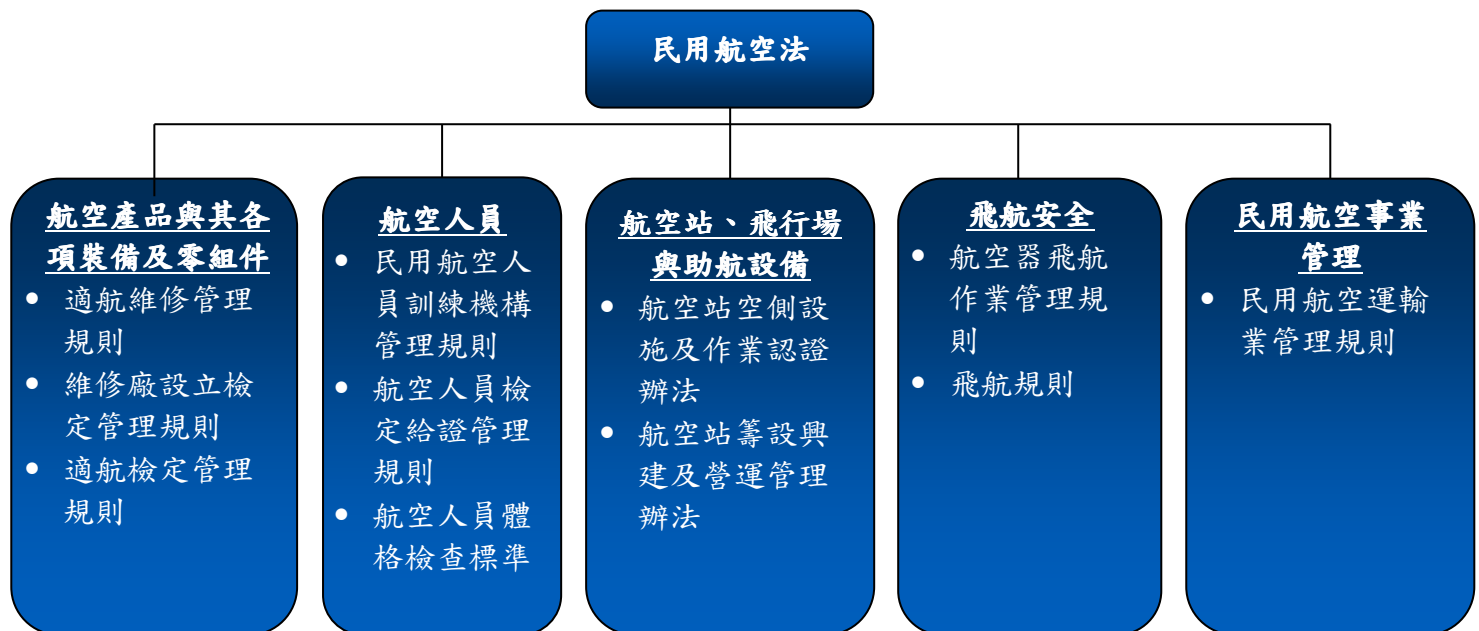 民用航空法
航空產品與其各
項裝備及零組件
• 適航維修管理
規則
• 維修廠設立檢
定管理規則
• 適航檢定管理
規則
航空人員
• 民用航空人
員訓練機構
管理規則
• 航空人員檢
定給證管理
規則
• 航空人員體
格檢查標準
航空站、飛行場
與助航設備
• 航空站空側設
施及作業認證
辦法
• 航空站籌設興
建及營運管理
辦法
飛航安全
• 航空器飛航
作業管理規
則
• 飛航規則
民用航空事業
管理
• 民用航空運輸
業管理規則